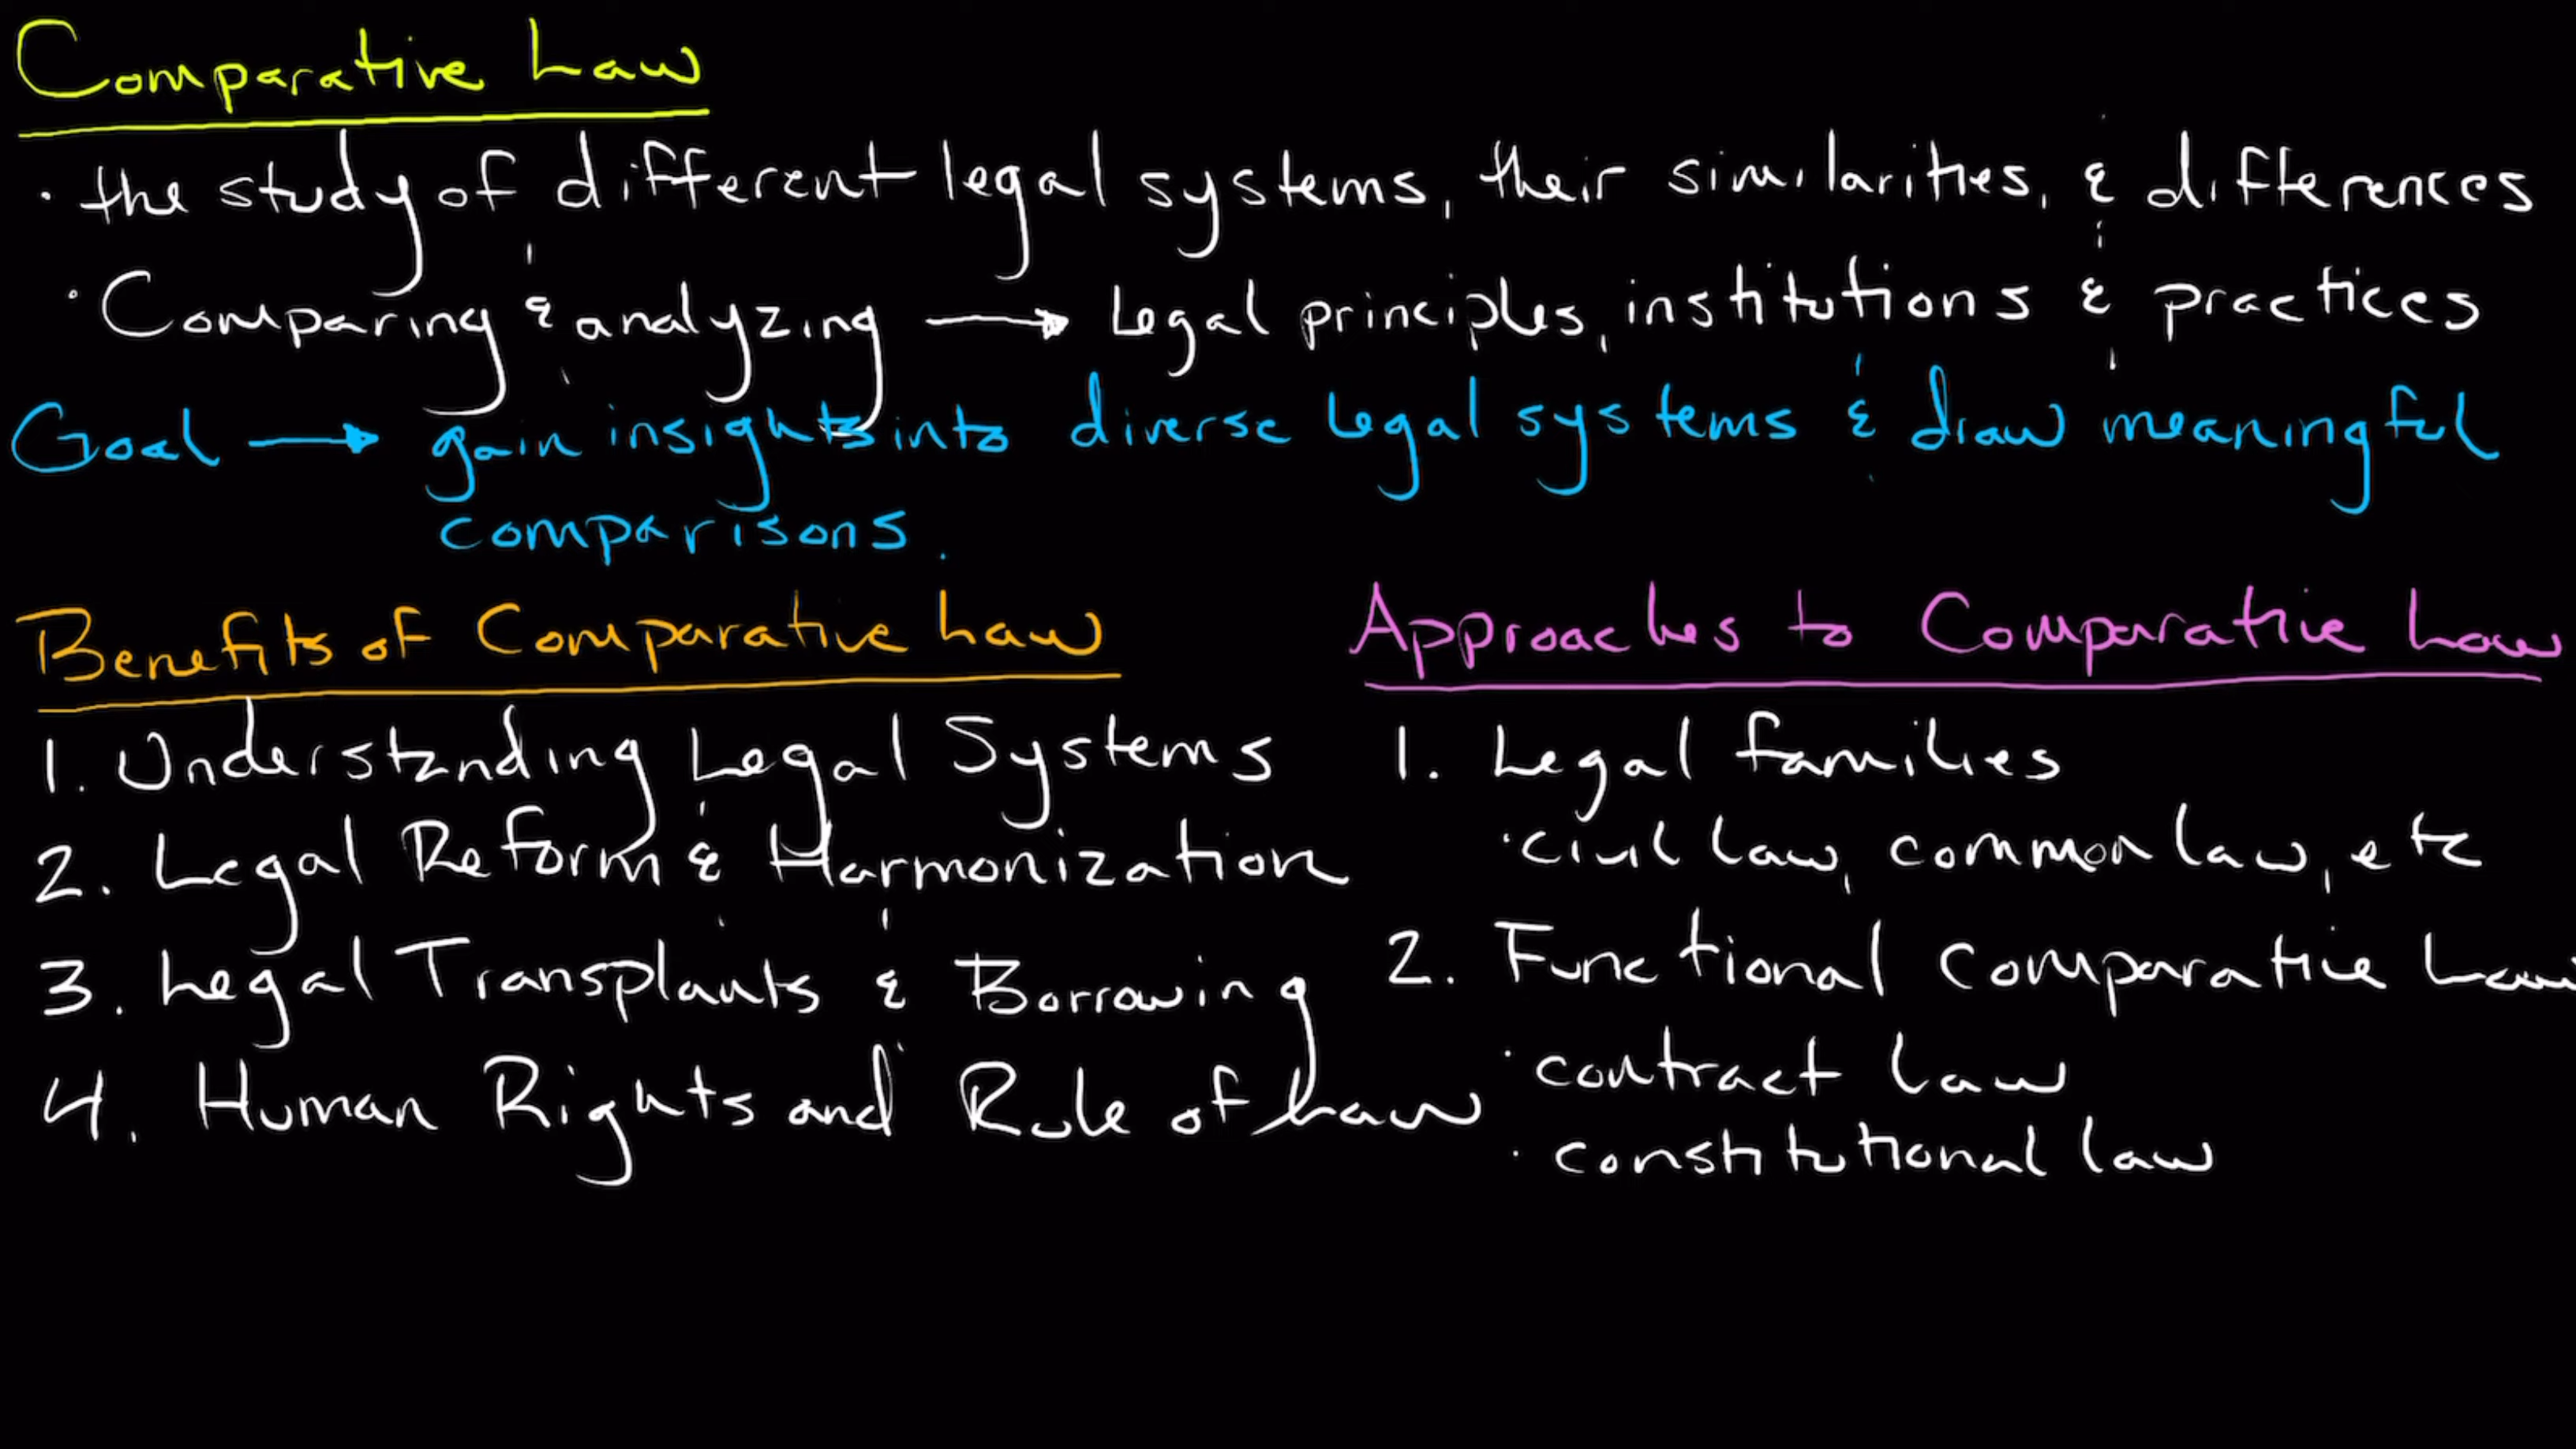 Comparative Law
· the study of different legal systems, their similarities, & differences
· Comparing & analyzing → Legal principles, institutions & practices
Goal → gain insights into diverse legal systems & draw meaningful
comparisons.
Benefits of Comparative Law
1. Understanding Legal Systems
2. Legal Reform & Harmonization
3. Legal Transplants & Borrowing
4. Human Rights and Rule of Law
Approaches to Comparative Law
1. Legal families
· civil law, common law, etc
2. Functional Comparative Law
· contract law
· constitutional law